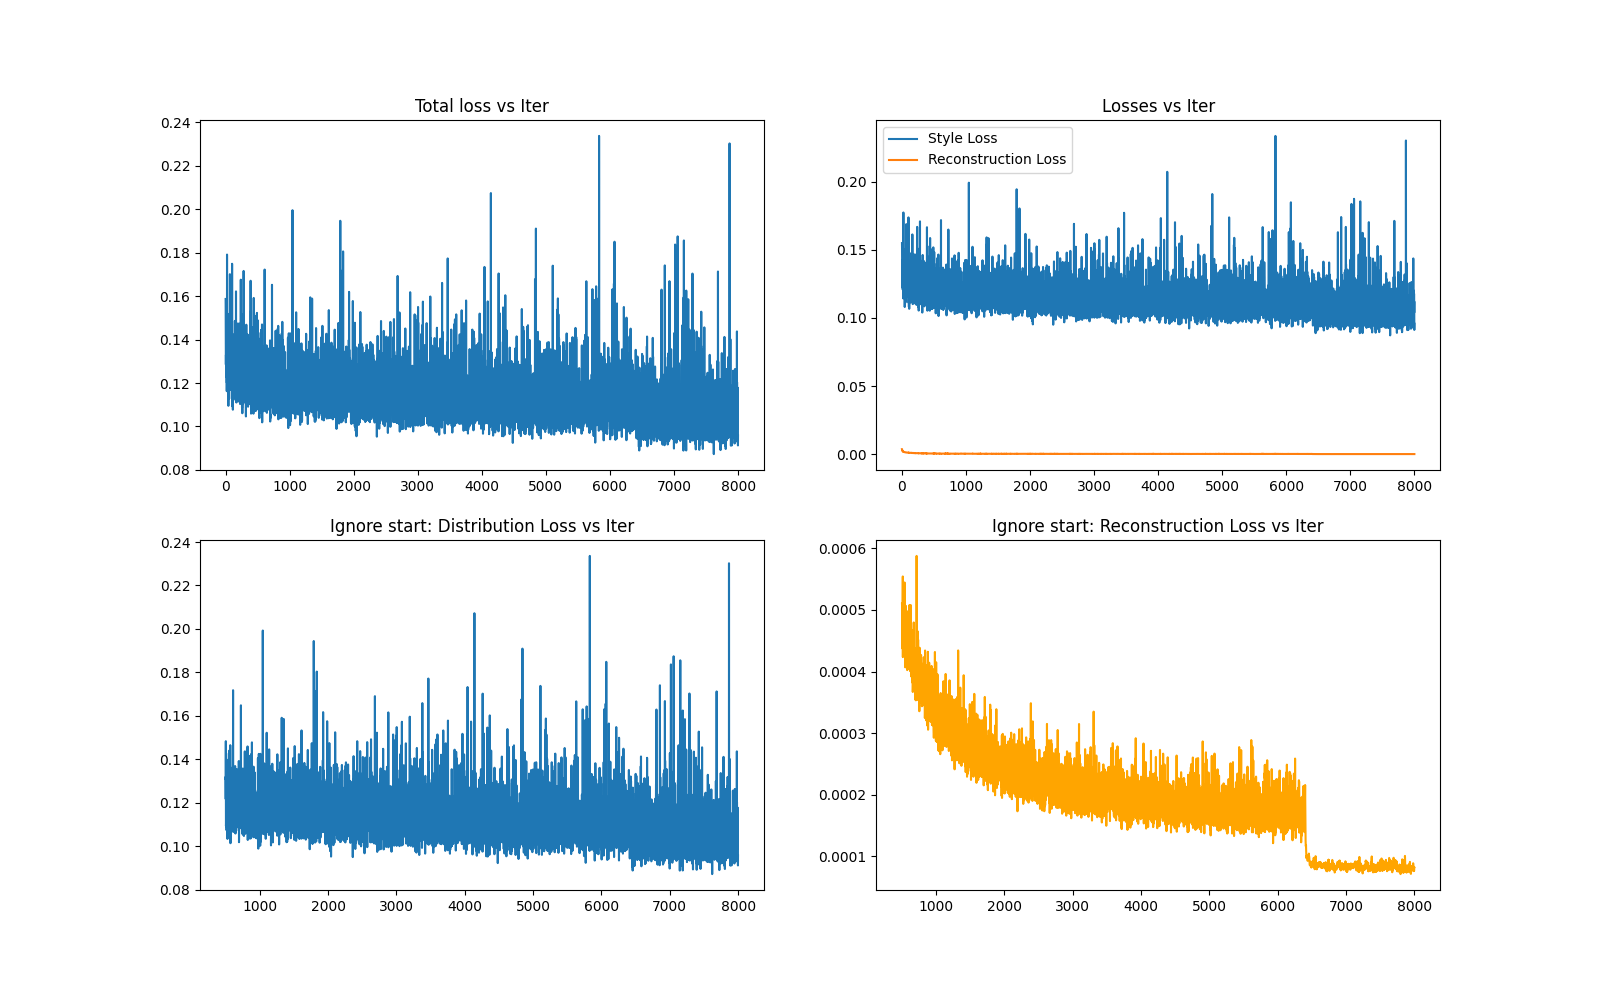 Total loss vs Iter
0.24
0.22
0.20
0.18
0.16
0.14
0.12
0.10
0.08
0 1000 2000 3000 4000 5000 6000 7000 8000
Losses vs Iter
Style Loss
Reconstruction Loss
0.20
0.15
0.10
0.05
0.00
0 1000 2000 3000 4000 5000 6000 7000 8000
Ignore start: Distribution Loss vs Iter
0.24
0.22
0.20
0.18
0.16
0.14
0.12
0.10
0.08
1000 2000 3000 4000 5000 6000 7000 8000
Ignore start: Reconstruction Loss vs Iter
0.0006
0.0005
0.0004
0.0003
0.0002
0.0001
1000 2000 3000 4000 5000 6000 7000 8000